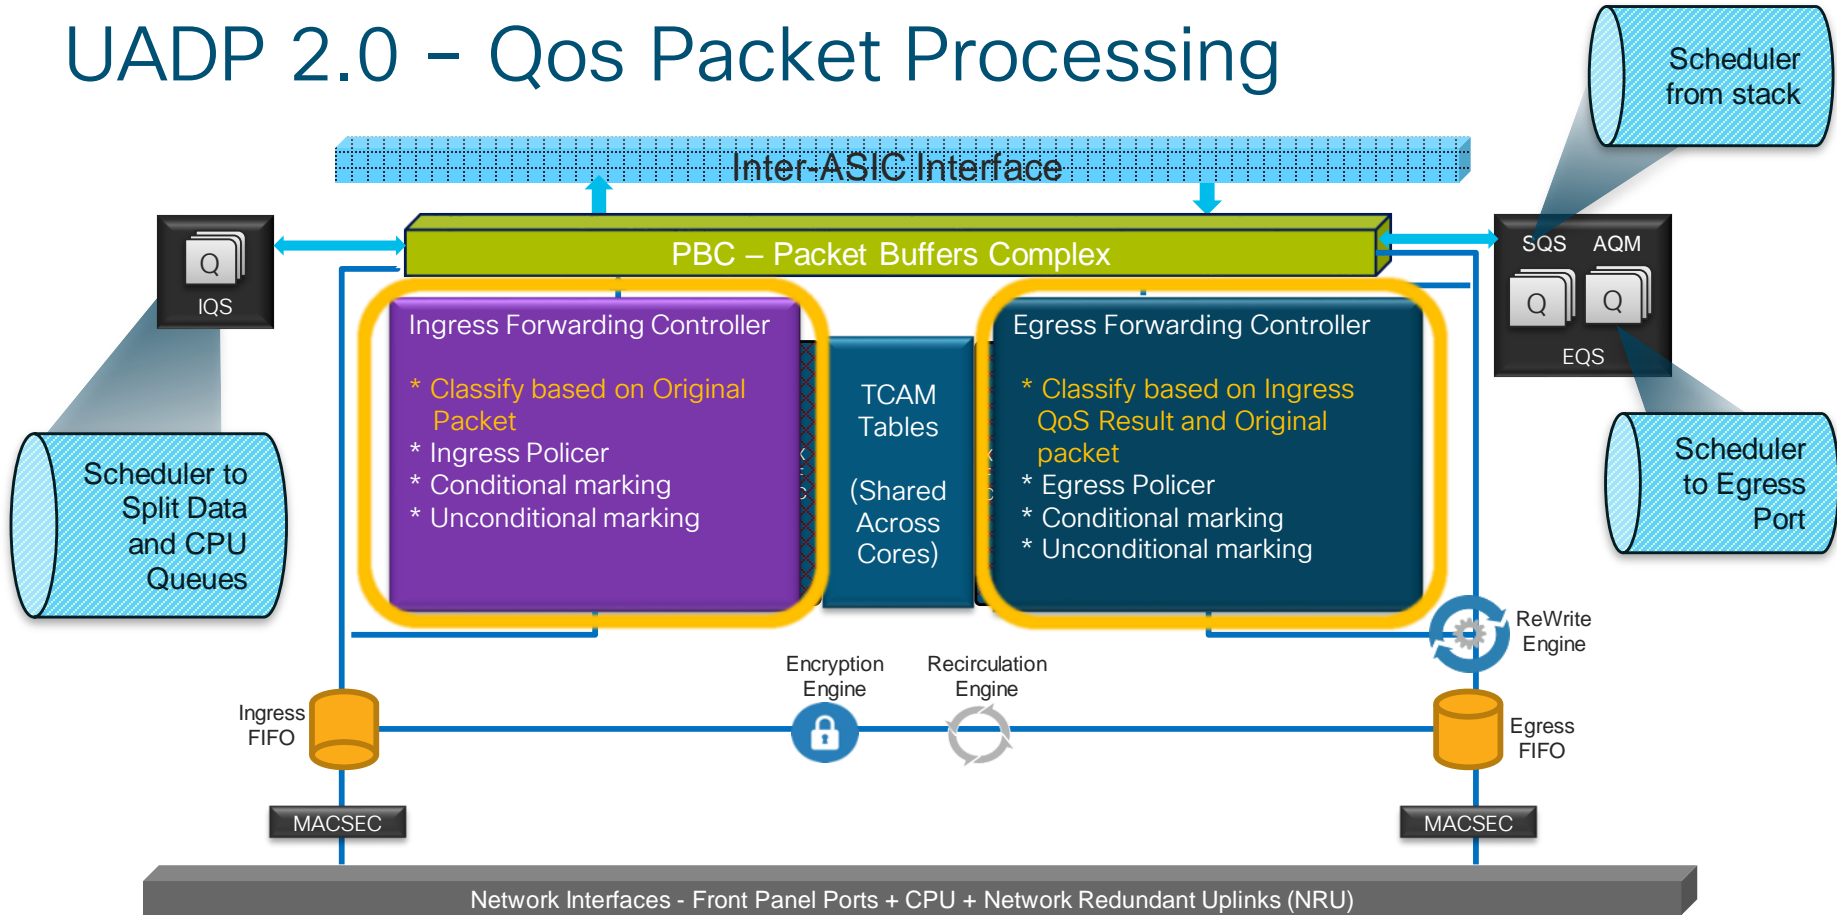 UADP 2.0 – Qos Packet Processing
Scheduler
from stack
Inter-ASIC Interface
PBC – Packet Buffers Complex
Q
IQS
SQS AQM
Q Q
EQS
Ingress Forwarding Controller
* Classify based on Original
Packet
* Ingress Policer
* Conditional marking
* Unconditional marking
TCAM
Tables
(Shared
Across
Cores)
Egress Forwarding Controller
* Classify based on Ingress
QoS Result and Original
packet
* Egress Policer
* Conditional marking
* Unconditional marking
Scheduler to
Split Data
and CPU
Queues
Scheduler
to Egress
Port
ReWrite
Engine
Encryption
Engine
Recirculation
Engine
Ingress
FIFO
Egress
FIFO
MACSEC
MACSEC
Network Interfaces - Front Panel Ports + CPU + Network Redundant Uplinks (NRU)